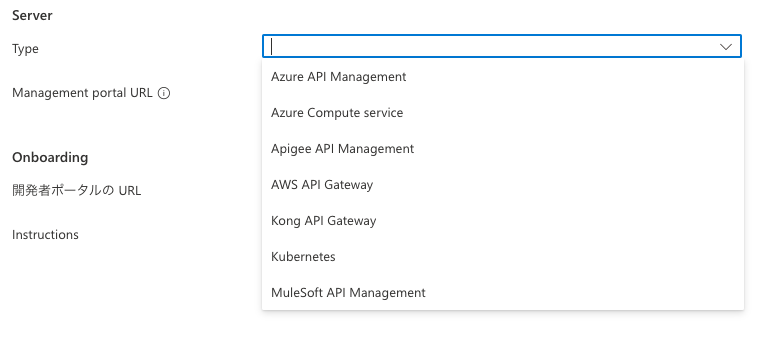 Server
Type
Azure API Management
Management portal URL
Azure Compute service
Apigee API Management
Onboarding
AWS API Gateway
開発者ポータルの URL
Kong API Gateway
Instructions
Kubernetes
MuleSoft API Management